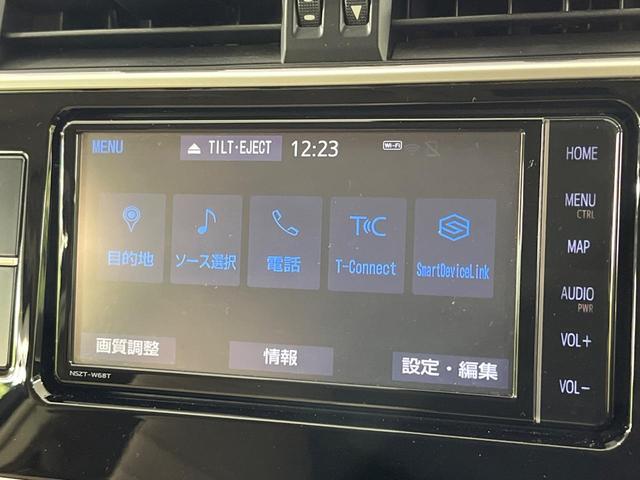 MENU
TILT·EJECT
12:23
Wi-Fi
目的地
ソース選択
電話
T-Connect
SmartDeviceLink
画質調整
情報
設定・編集
NSZT-W68T
HOME
MENU
CTRL
MAP
AUDIO
PWR
VOL+
VOL−